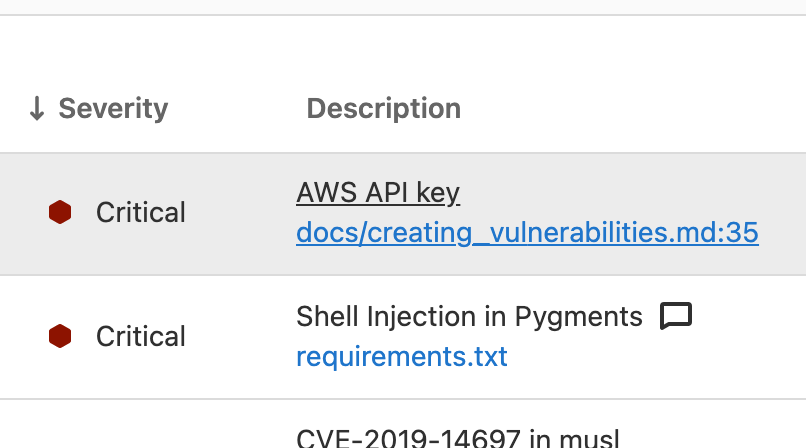 ↓ Severity Description
AWS API key
Critical
docs/creating_vulnerabilities.md:35
Shell Injection in Pygments
Critical
requirements.txt
CVE-2019-14697 in musl